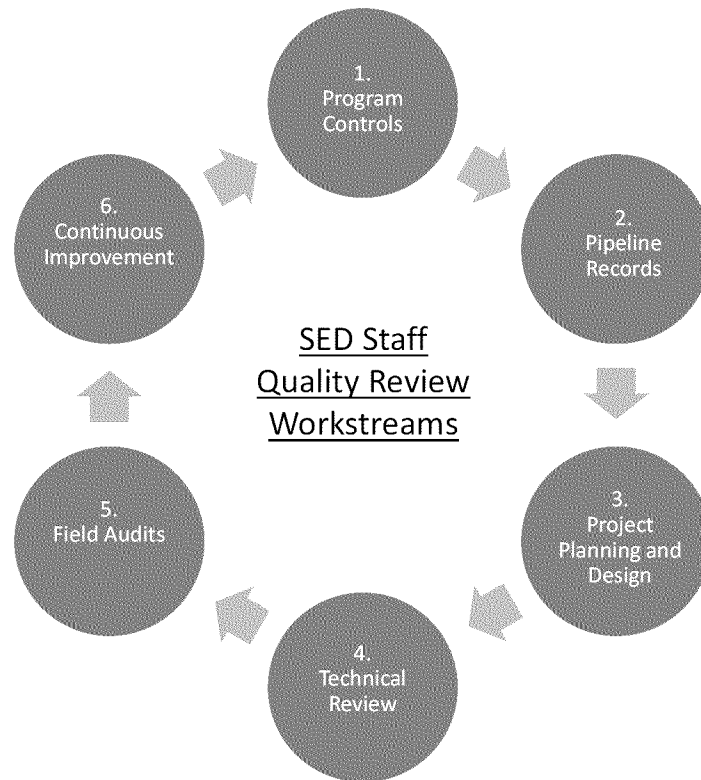 1.
Program
Controls
2.
Pipeline
Records
3.
Project
Planning and
Design
4.
Technical
Review
5.
Field Audits
6.
Continuous
Improvement
SED Staff
Quality Review
Workstreams